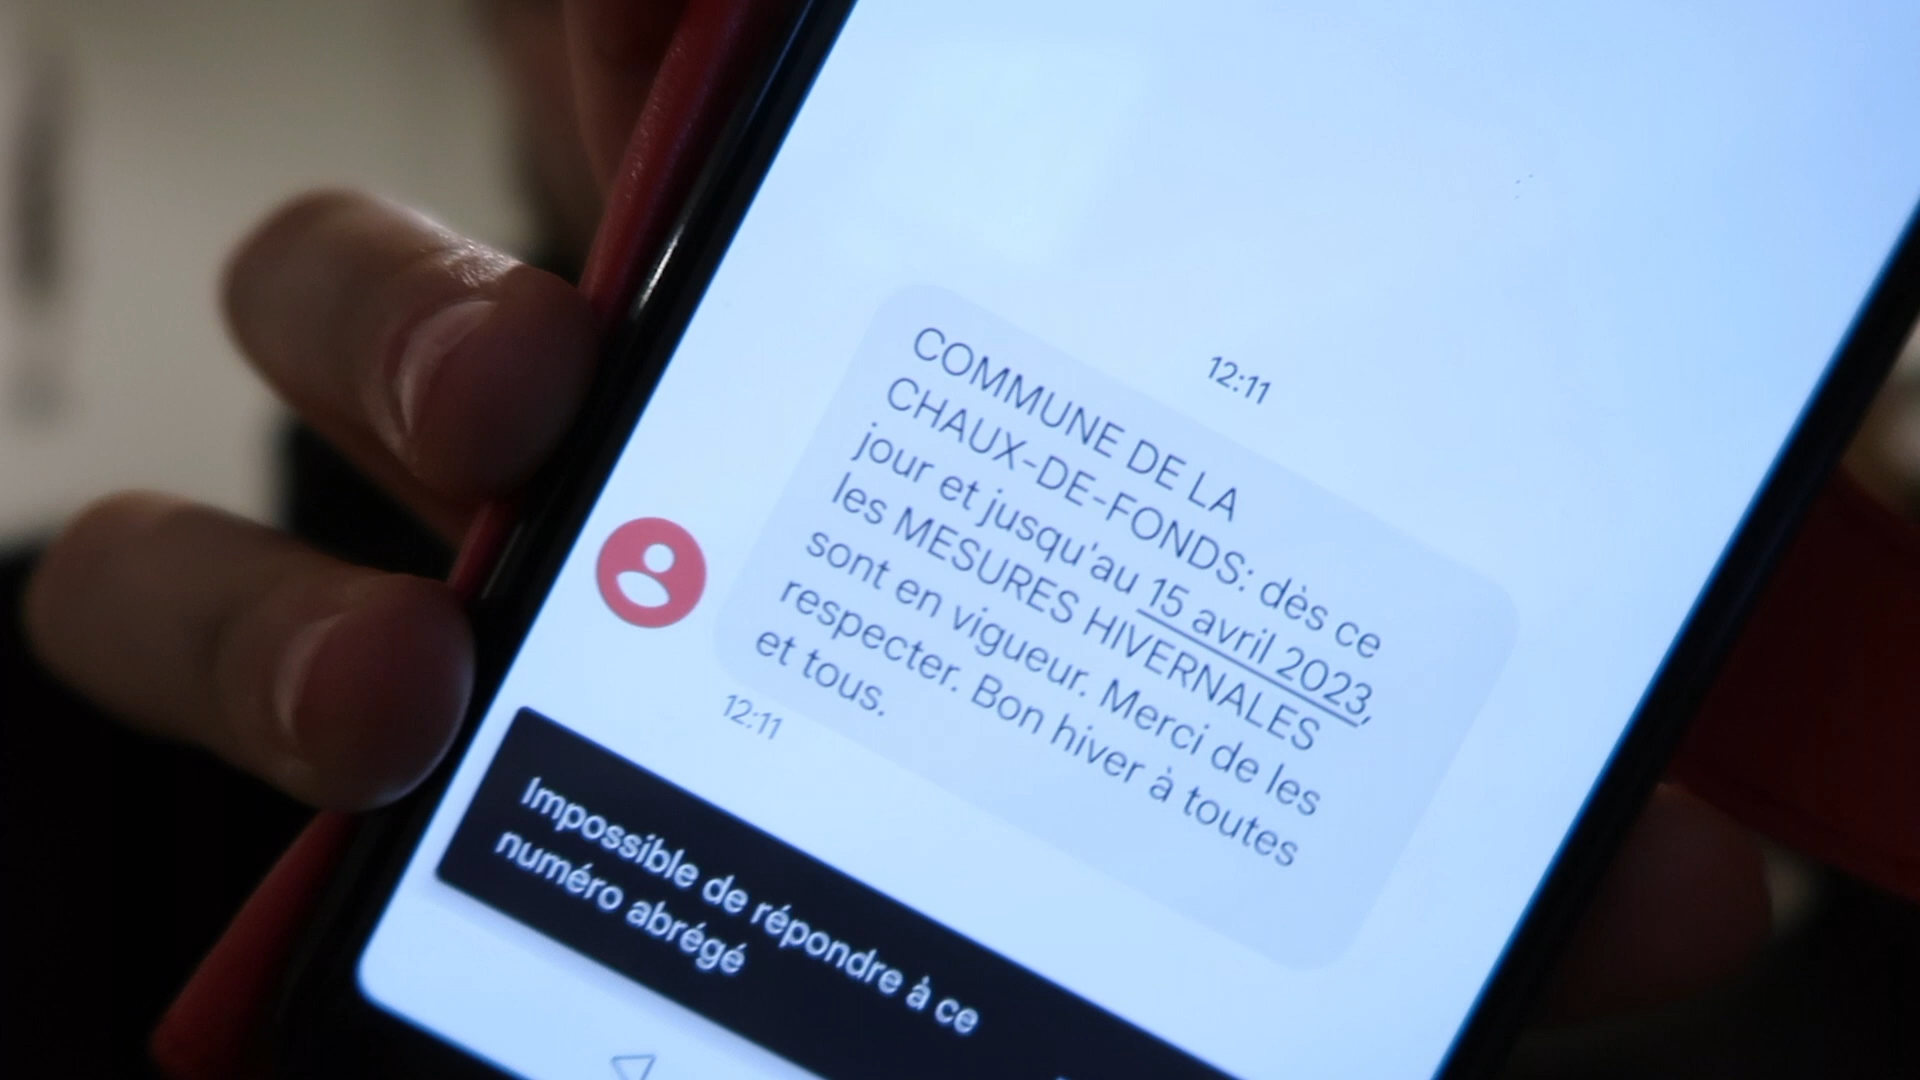 12:11
COMMUNE DE LA
CHAUX-DE-FONDS: dès ce
jour et jusqu'au 15 avril 2023,
les MESURES HIVERNALES
sont en vigueur. Merci de les
respecter. Bon hiver à toutes
et tous.
12:11
Impossible de répondre à ce
numéro abrégé